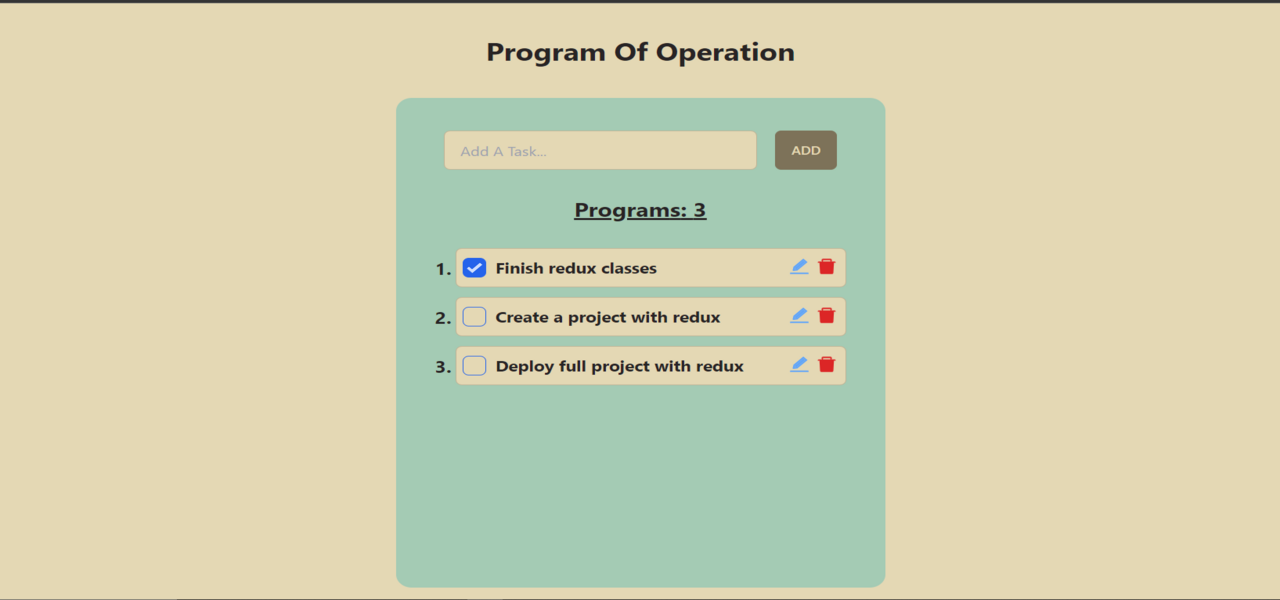 Program Of Operation
Add A Task...
ADD
Programs: 3
1. Finish redux classes
2. Create a project with redux
3. Deploy full project with redux